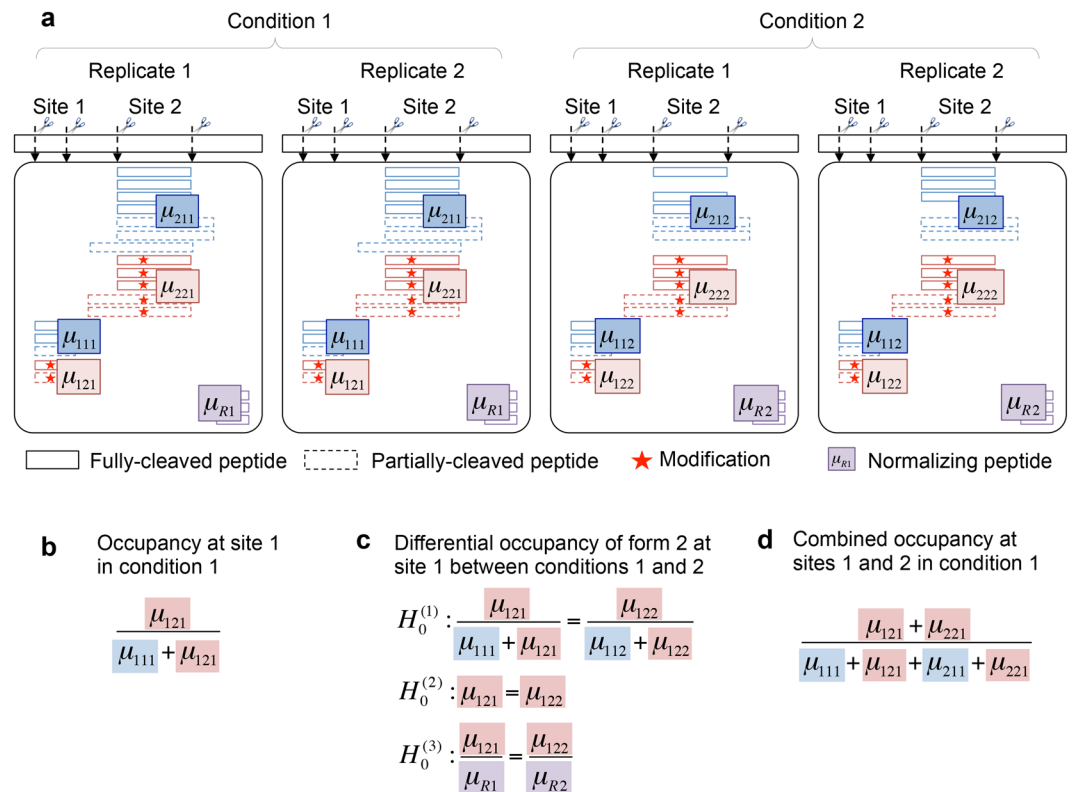 a
Condition 1 Condition 2
Replicate 1 Replicate 2 Replicate 1 Replicate 2
Site 1 Site 2 Site 1 Site 2 Site 1 Site 2 Site 1 Site 2
μ211 μ211 μ212 μ212
μ221 μ221 μ222 μ222
μ111 μ111 μ112 μ112
μ121 μ121 μ122 μ122
μR1 μR1 μR2 μR2
Fully-cleaved peptide Partially-cleaved peptide Modification μR1 Normalizing peptide
b
Occupancy at site 1
in condition 1
μ121
μ111 + μ121
c
Differential occupancy of form 2 at
site 1 between conditions 1 and 2
H0(1) : μ121 / (μ111 + μ121) = μ122 / (μ112 + μ122)
H0(2) : μ121 = μ122
H0(3) : μ121 / μR1 = μ122 / μR2
d
Combined occupancy at
sites 1 and 2 in condition 1
μ121 + μ221
μ111 + μ121 + μ211 + μ221